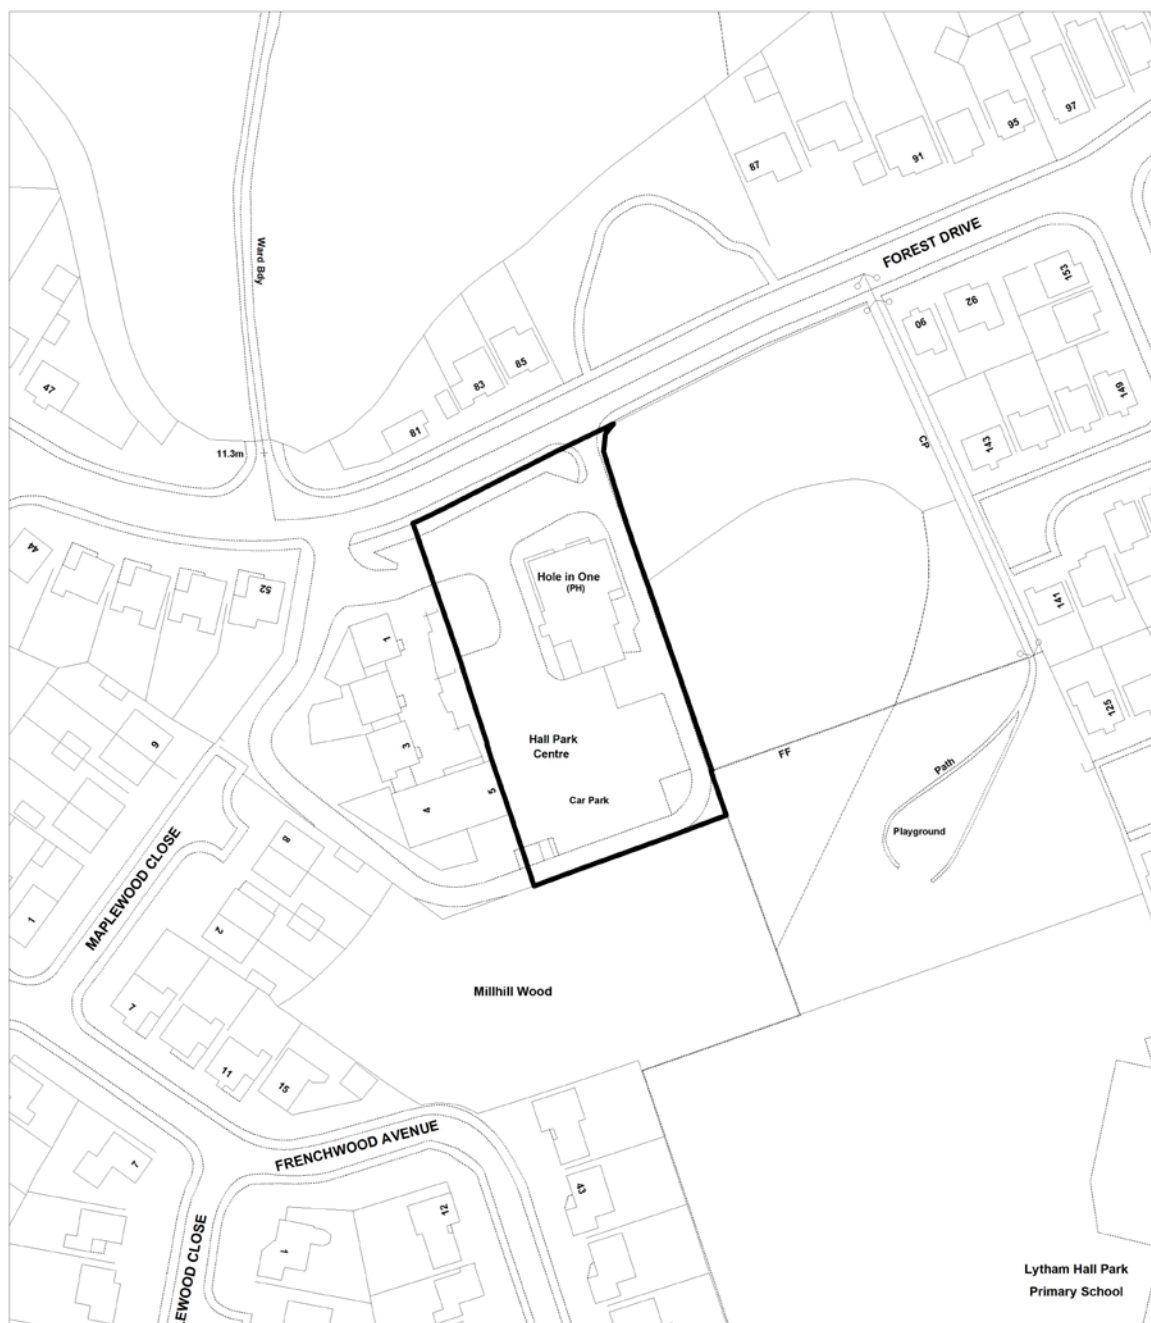 97
95
91
87
FOREST DRIVE
Ward Bdy
153
92
90
85
83
81
47
149
143
CP
11.3m
44
52
Hole in One
(PH)
141
1
125
9
3
Hall Park
Centre
FF
5
4
Car Park
Path
Playground
MAPLEWOOD CLOSE
8
1
2
Millhill Wood
7
11
15
FRENCHWOOD AVENUE
7
43
12
1
EWOOD CLOSE
Lytham Hall Park
Primary School